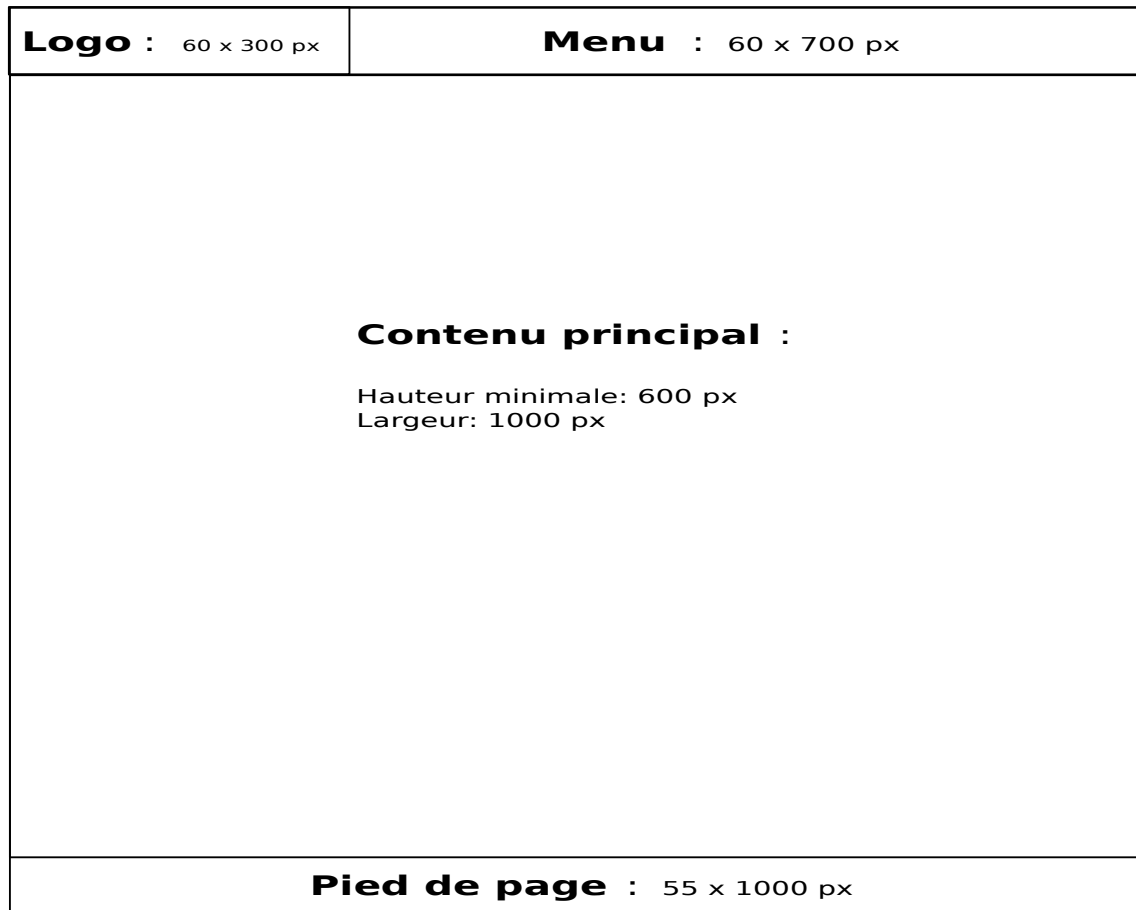 Logo : 60 x 300 px
Menu : 60 x 700 px
Contenu principal :
Hauteur minimale: 600 px
Largeur: 1000 px
Pied de page : 55 x 1000 px